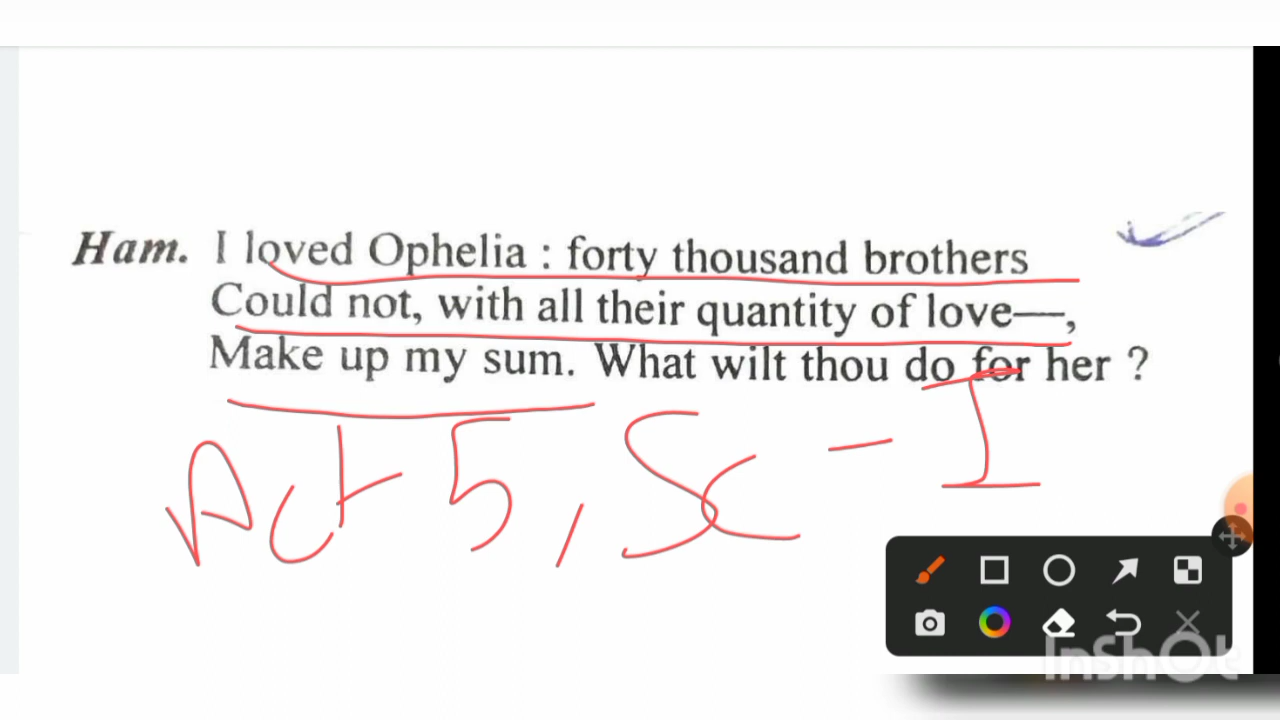 Ham. I loved Ophelia : forty thousand brothers
Could not, with all their quantity of love—,
Make up my sum. What wilt thou do for her ?
Act 5, Sc - I
InShOt